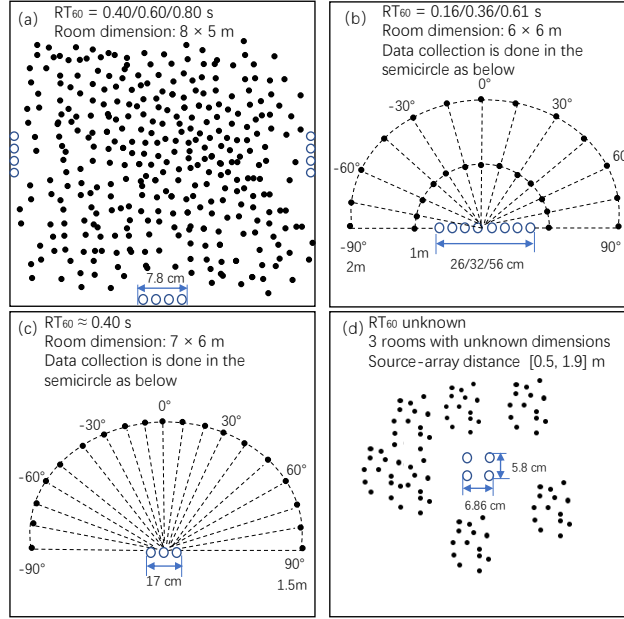 (a)
RT60 = 0.40/0.60/0.80 s
Room dimension: 8 × 5 m
7.8 cm
(b)
RT60 = 0.16/0.36/0.61 s
Room dimension: 6 × 6 m
Data collection is done in the
semicircle as below
0°
-30°
30°
-60°
60
-90°
90°
2m
1m
26/32/56 cm
(c)
RT60 ≈ 0.40 s
Room dimension: 7 × 6 m
Data collection is done in the
semicircle as below
0°
-30°
30°
-60°
60°
-90°
90°
17 cm
1.5m
(d)
RT60 unknown
3 rooms with unknown dimensions
Source-array distance [0.5, 1.9] m
5.8 cm
6.86 cm